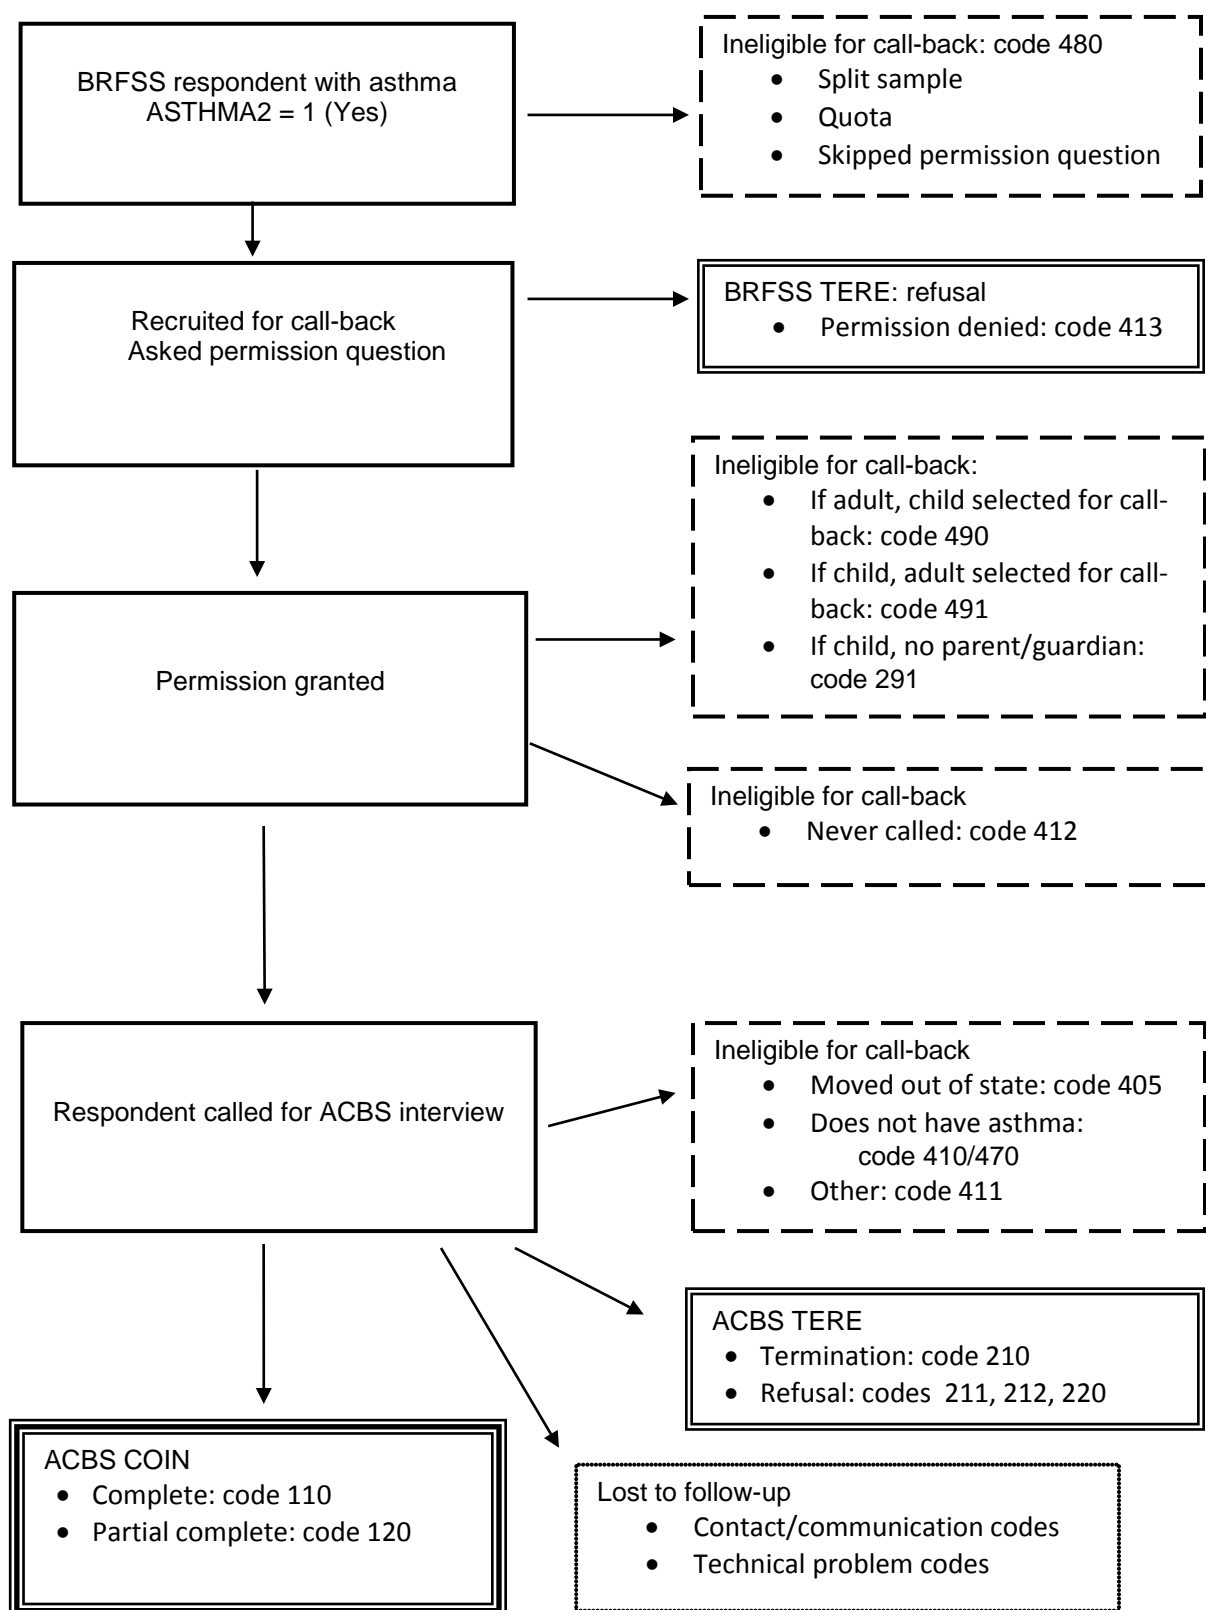 BRFSS respondent with asthma
ASTHMA2 = 1 (Yes)
Ineligible for call-back: code 480
• Split sample
• Quota
• Skipped permission question
Recruited for call-back
Asked permission question
BRFSS TERE: refusal
• Permission denied: code 413
Ineligible for call-back:
• If adult, child selected for call-
back: code 490
• If child, adult selected for call-
back: code 491
• If child, no parent/guardian:
code 291
Permission granted
Ineligible for call-back
• Never called: code 412
Respondent called for ACBS interview
Ineligible for call-back
• Moved out of state: code 405
• Does not have asthma:
code 410/470
• Other: code 411
ACBS TERE
• Termination: code 210
• Refusal: codes  211, 212, 220
ACBS COIN
• Complete: code 110
• Partial complete: code 120
Lost to follow-up
• Contact/communication codes
• Technical problem codes